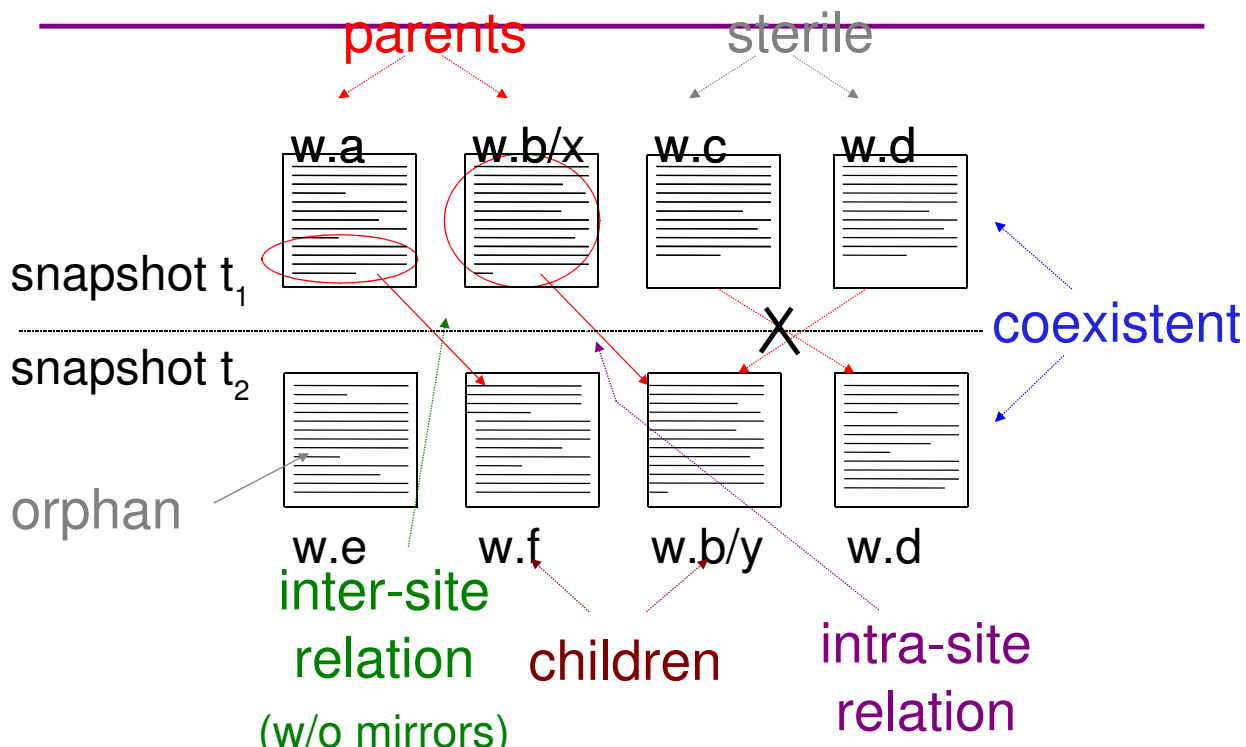 parents
sterile
w.a
w.b/x
w.c
w.d
snapshot t1
coexistent
snapshot t2
orphan
w.e
w.f
w.b/y
w.d
inter-site
relation
(w/o mirrors)
children
intra-site
relation